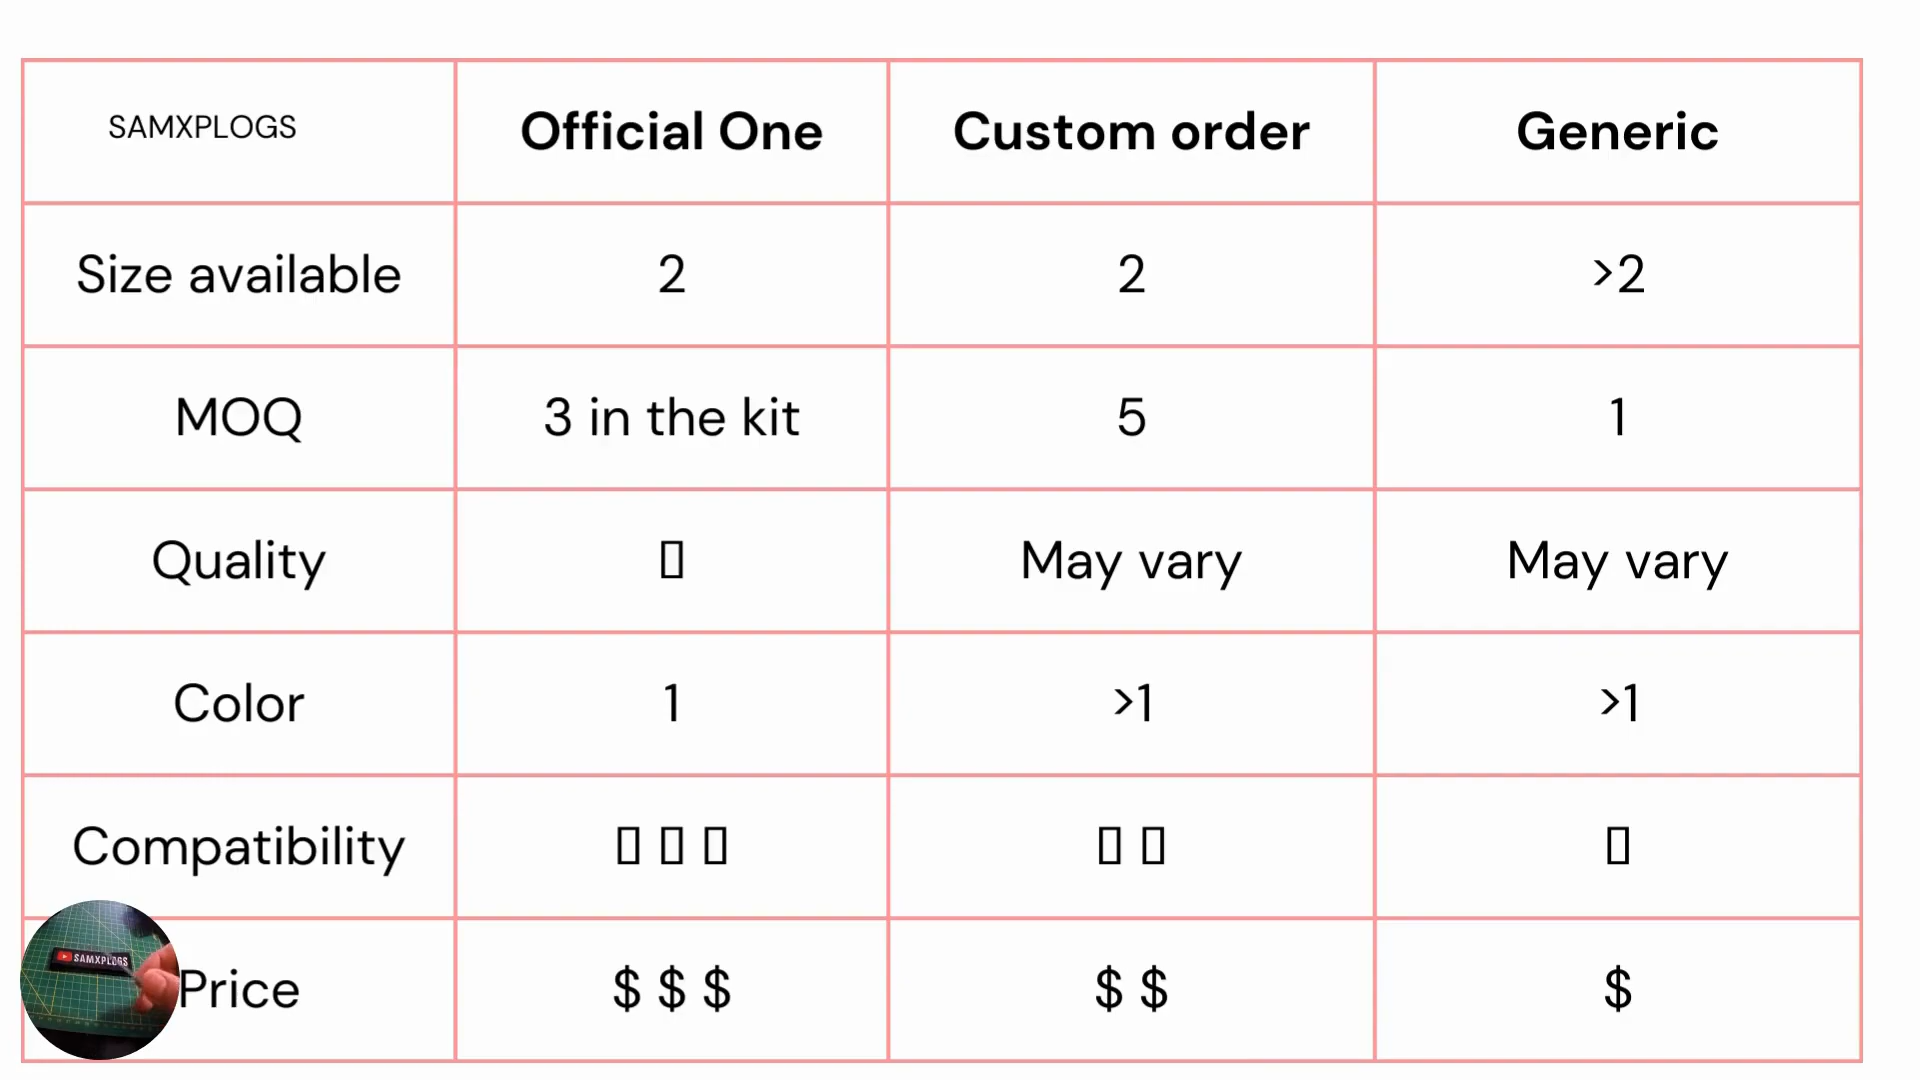 SAMXPLOGS Official One Custom order Generic
Size available 2 2 >2
MOQ 3 in the kit 5 1
Quality ▯ May vary May vary
Color 1 >1 >1
Compatibility ▯ ▯ ▯ ▯ ▯ ▯
Price $ $ $ $ $ $
SAMXPLOGS